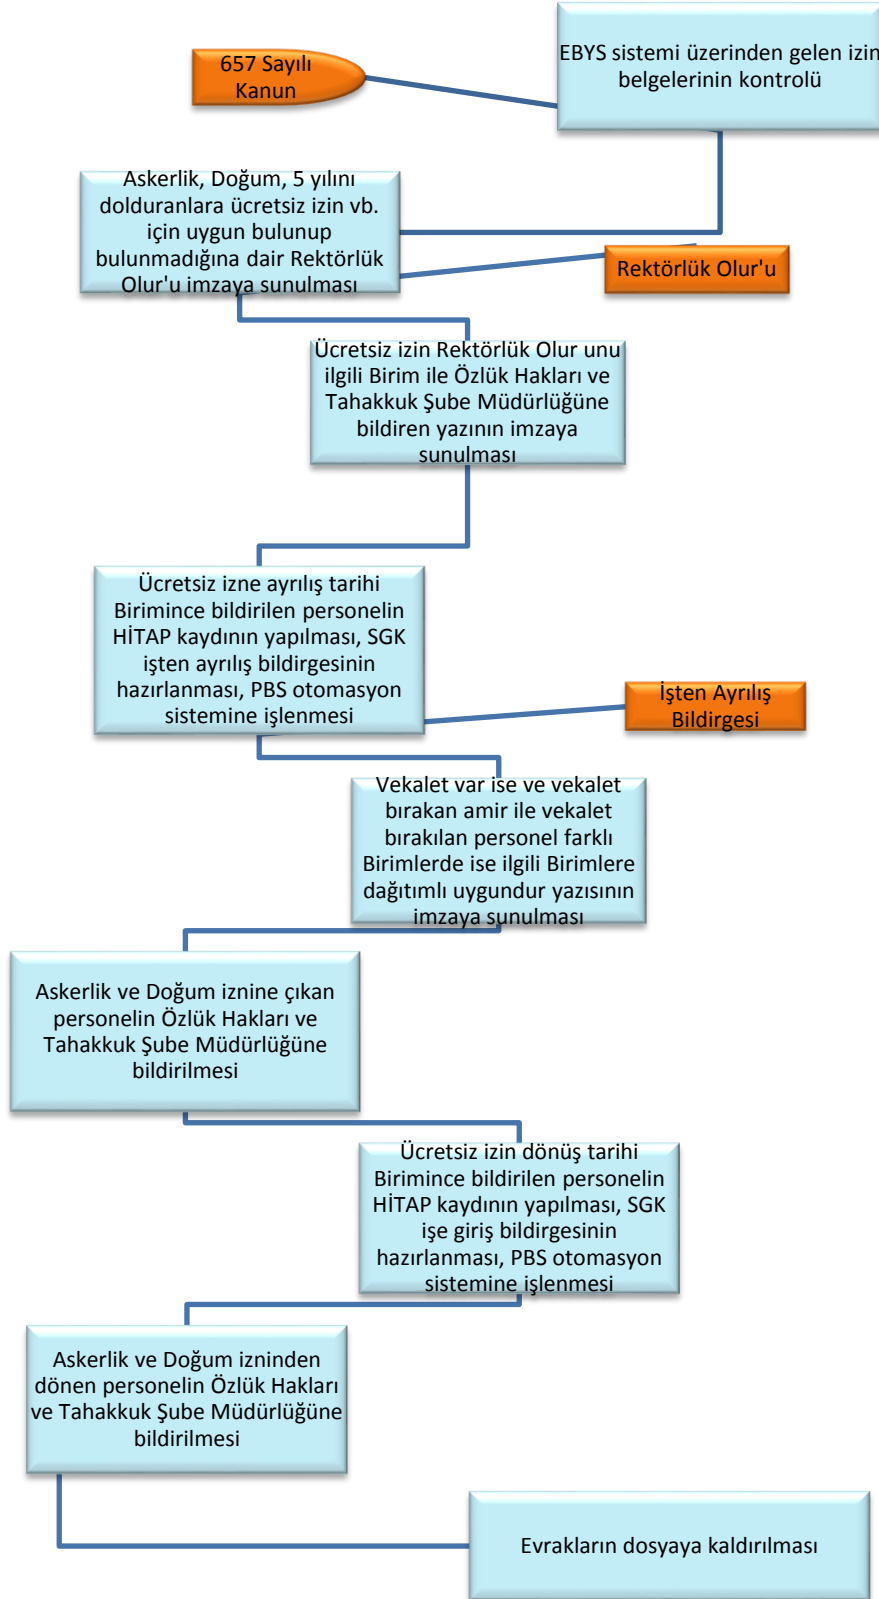 EBYS sistemi üzerinden gelen izin
belgelerinin kontrolü
657 Sayılı
Kanun
Askerlik, Doğum, 5 yılını
dolduranlara ücretsiz izin vb.
için uygun bulunup
bulunmadığına dair Rektörlük
Olur'u imzaya sunulması
Rektörlük Olur'u
Ücretsiz izin Rektörlük Olur unu
ilgili Birim ile Özlük Hakları ve
Tahakkuk Şube Müdürlüğüne
bildiren yazının imzaya
sunulması
Ücretsiz izne ayrılış tarihi
Birimince bildirilen personelin
HİTAP kaydının yapılması, SGK
işten ayrılış bildirgesinin
hazırlanması, PBS otomasyon
sistemine işlenmesi
İşten Ayrılış
Bildirgesi
Vekalet var ise ve vekalet
bırakan amir ile vekalet
bırakılan personel farklı
Birimlerde ise ilgili Birimlere
dağıtımlı uygundur yazısının
imzaya sunulması
Askerlik ve Doğum iznine çıkan
personelin Özlük Hakları ve
Tahakkuk Şube Müdürlüğüne
bildirilmesi
Ücretsiz izin dönüş tarihi
Birimince bildirilen personelin
HİTAP kaydının yapılması, SGK
işe giriş bildirgesinin
hazırlanması, PBS otomasyon
sistemine işlenmesi
Askerlik ve Doğum izninden
dönen personelin Özlük Hakları
ve Tahakkuk Şube Müdürlüğüne
bildirilmesi
Evrakların dosyaya kaldırılması